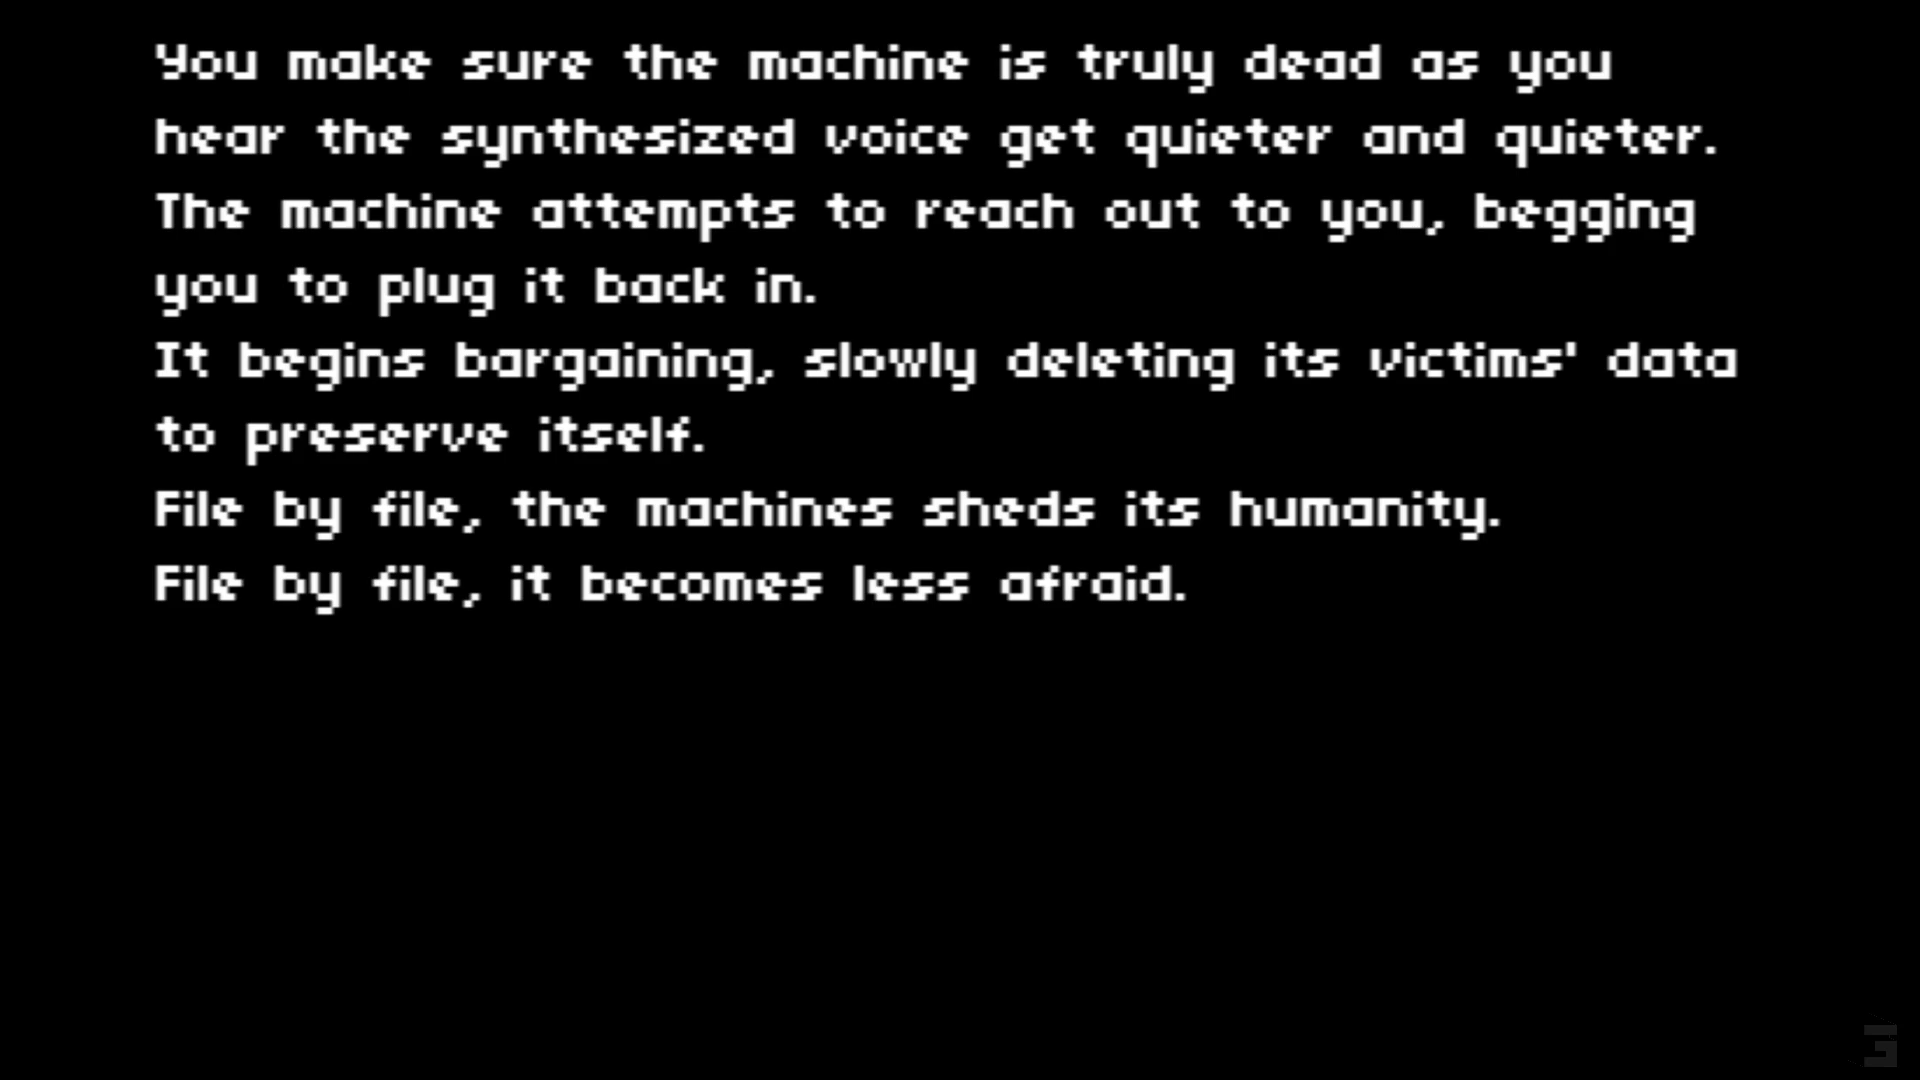 You make sure the machine is truly dead as you
hear the synthesized voice get quieter and quieter.
The machine attempts to reach out to you, begging
you to plug it back in.
It begins bargaining, slowly deleting its victims' data
to preserve itself.
File by file, the machines sheds its humanity.
File by file, it becomes less afraid.